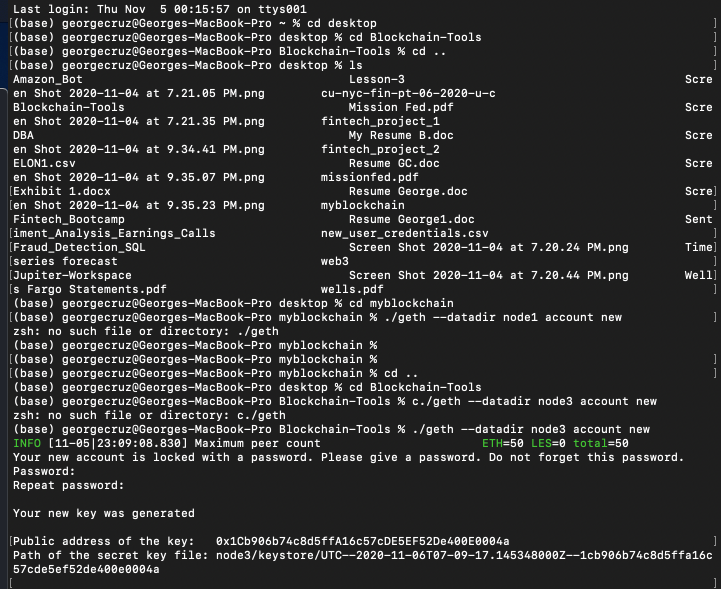 Last login: Thu Nov  5 00:15:57 on ttys001
[(base) georgecruz@Georges-MacBook-Pro ~ % cd desktop ]
[(base) georgecruz@Georges-MacBook-Pro desktop % cd Blockchain-Tools ]
[(base) georgecruz@Georges-MacBook-Pro Blockchain-Tools % cd .. ]
[(base) georgecruz@Georges-MacBook-Pro desktop % ls ]
Amazon_Bot Lesson-3 Scre
en Shot 2020-11-04 at 7.21.05 PM.png cu-nyc-fin-pt-06-2020-u-c
Blockchain-Tools Mission Fed.pdf Scre
en Shot 2020-11-04 at 7.21.35 PM.png fintech_project_1
DBA My Resume B.doc Scre
en Shot 2020-11-04 at 9.34.41 PM.png fintech_project_2
ELON1.csv Resume GC.doc Scre
en Shot 2020-11-04 at 9.35.07 PM.png missionfed.pdf
[Exhibit 1.docx Resume George.doc Scre]
en Shot 2020-11-04 at 9.35.23 PM.png myblockchain ]
Fintech_Bootcamp Resume George1.doc Sent
[iment_Analysis_Earnings_Calls new_user_credentials.csv ]
[Fraud_Detection_SQL Screen Shot 2020-11-04 at 7.20.24 PM.png Time]
[series forecast web3 ]
[Jupiter-Workspace Screen Shot 2020-11-04 at 7.20.44 PM.png Well]
[s Fargo Statements.pdf wells.pdf ]
(base) georgecruz@Georges-MacBook-Pro desktop % cd myblockchain
[(base) georgecruz@Georges-MacBook-Pro myblockchain % ./geth --datadir node1 account new ]
zsh: no such file or directory: ./geth
(base) georgecruz@Georges-MacBook-Pro myblockchain %
[(base) georgecruz@Georges-MacBook-Pro myblockchain % ]
[(base) georgecruz@Georges-MacBook-Pro myblockchain % cd .. ]
(base) georgecruz@Georges-MacBook-Pro desktop % cd Blockchain-Tools
[(base) georgecruz@Georges-MacBook-Pro Blockchain-Tools % c./geth --datadir node3 account new ]
zsh: no such file or directory: c./geth
[(base) georgecruz@Georges-MacBook-Pro Blockchain-Tools % ./geth --datadir node3 account new ]
INFO [11-05|23:09:08.830] Maximum peer count ETH=50 LES=0 total=50
Your new account is locked with a password. Please give a password. Do not forget this password.
Password:
Repeat password:
Your new key was generated
[Public address of the key:   0x1Cb906b74c8d5ffA16c57cDE5EF52De400E0004a ]
Path of the secret key file: node3/keystore/UTC--2020-11-06T07-09-17.145348000Z--1cb906b74c8d5ffa16c
57cde5ef52de400e0004a
[ ]